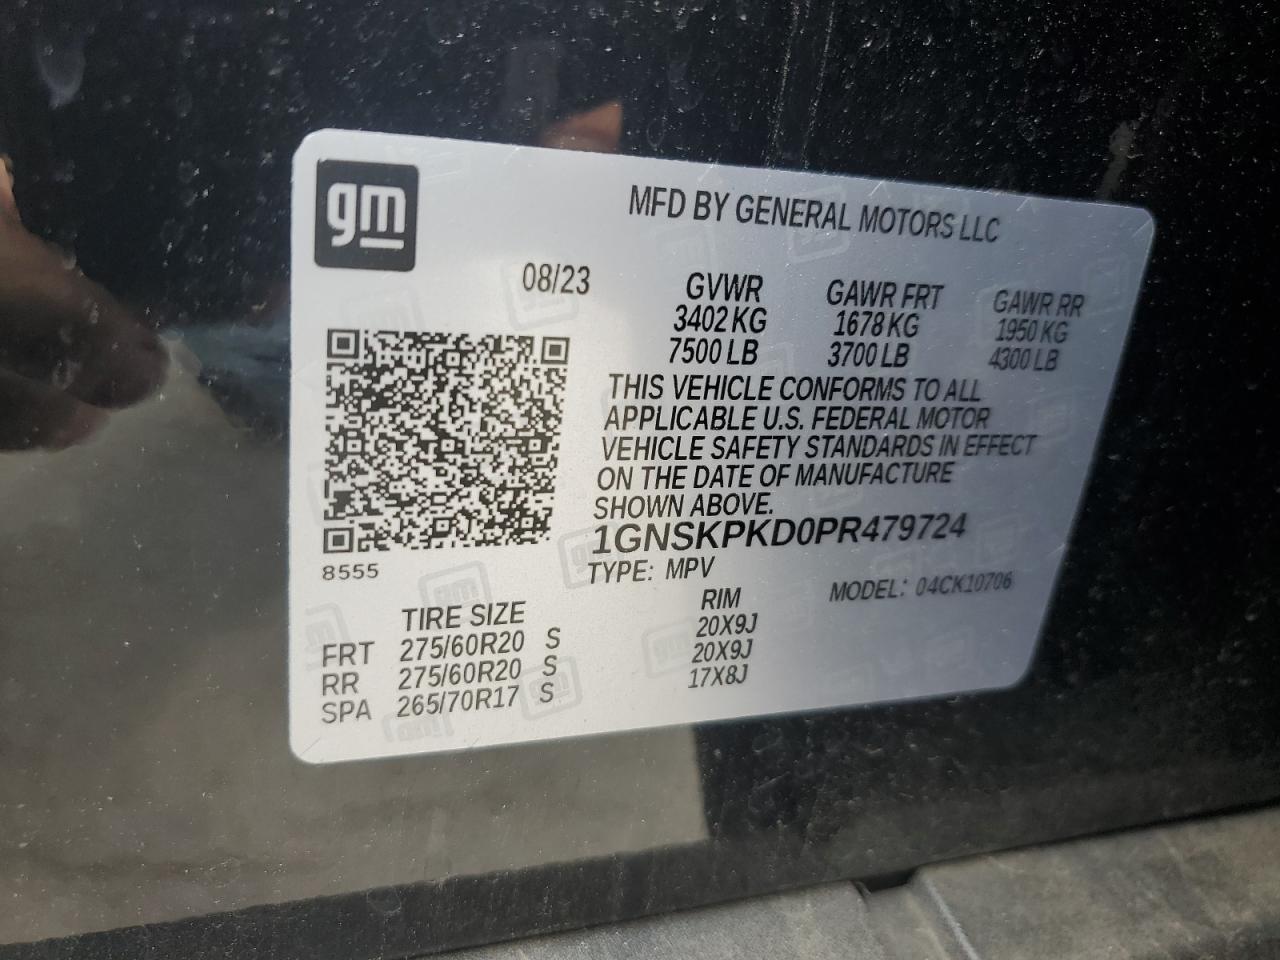 gm
MFD BY GENERAL MOTORS LLC
08/23
GVWR GAWR FRT GAWR RR
3402 KG 1678 KG 1950 KG
7500 LB 3700 LB 4300 LB
THIS VEHICLE CONFORMS TO ALL
APPLICABLE U.S. FEDERAL MOTOR
VEHICLE SAFETY STANDARDS IN EFFECT
ON THE DATE OF MANUFACTURE
SHOWN ABOVE.
1GNSKPKD0PR479724
8555
TYPE: MPV MODEL: 04CK10706
TIRE SIZE RIM
FRT 275/60R20 S 20X9J
RR 275/60R20 S 20X9J
SPA 265/70R17 S 17X8J